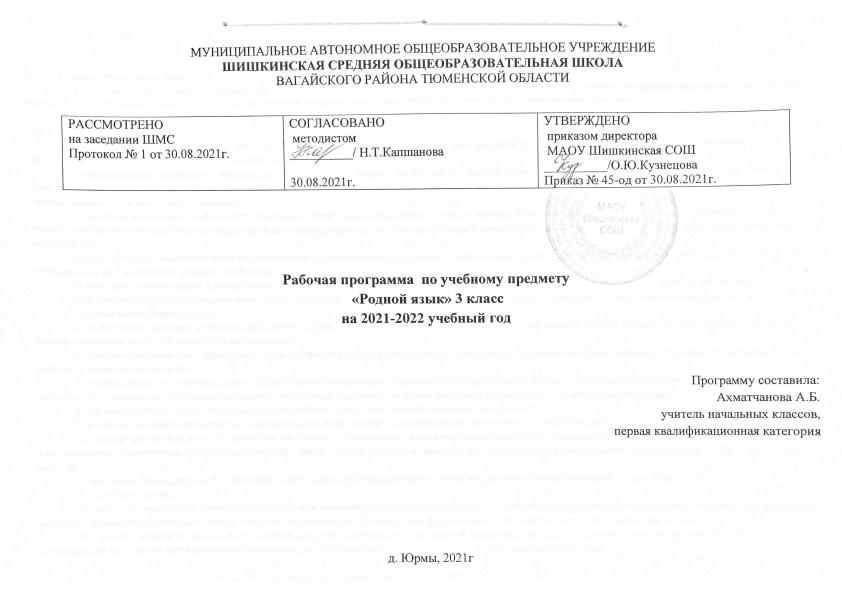 МУНИЦИПАЛЬНОЕ АВТОНОМНОЕ ОБЩЕОБРАЗОВАТЕЛЬНОЕ УЧРЕЖДЕНИЕ
ШИШКИНСКАЯ СРЕДНЯЯ ОБЩЕОБРАЗОВАТЕЛЬНАЯ ШКОЛА
ВАГАЙСКОГО РАЙОНА ТЮМЕНСКОЙ ОБЛАСТИ
РАССМОТРЕНО
на заседании ШМС
Протокол № 1 от 30.08.2021г.
СОГЛАСОВАНО
методистом
/ Н.Т.Капшанова
30.08.2021г.
УТВЕРЖДЕНО
приказом директора
МАОУ Шишкинская СОШ
/О.Ю.Кузнецова
Приказ № 45-од от 30.08.2021г.
МАОУ
Шишкинская
СОШ
Рабочая программа по учебному предмету
«Родной язык» 3 класс
на 2021-2022 учебный год
Программу составила:
Ахматчанова А.Б.
учитель начальных классов,
первая квалификационная категория
д. Юрмы, 2021г